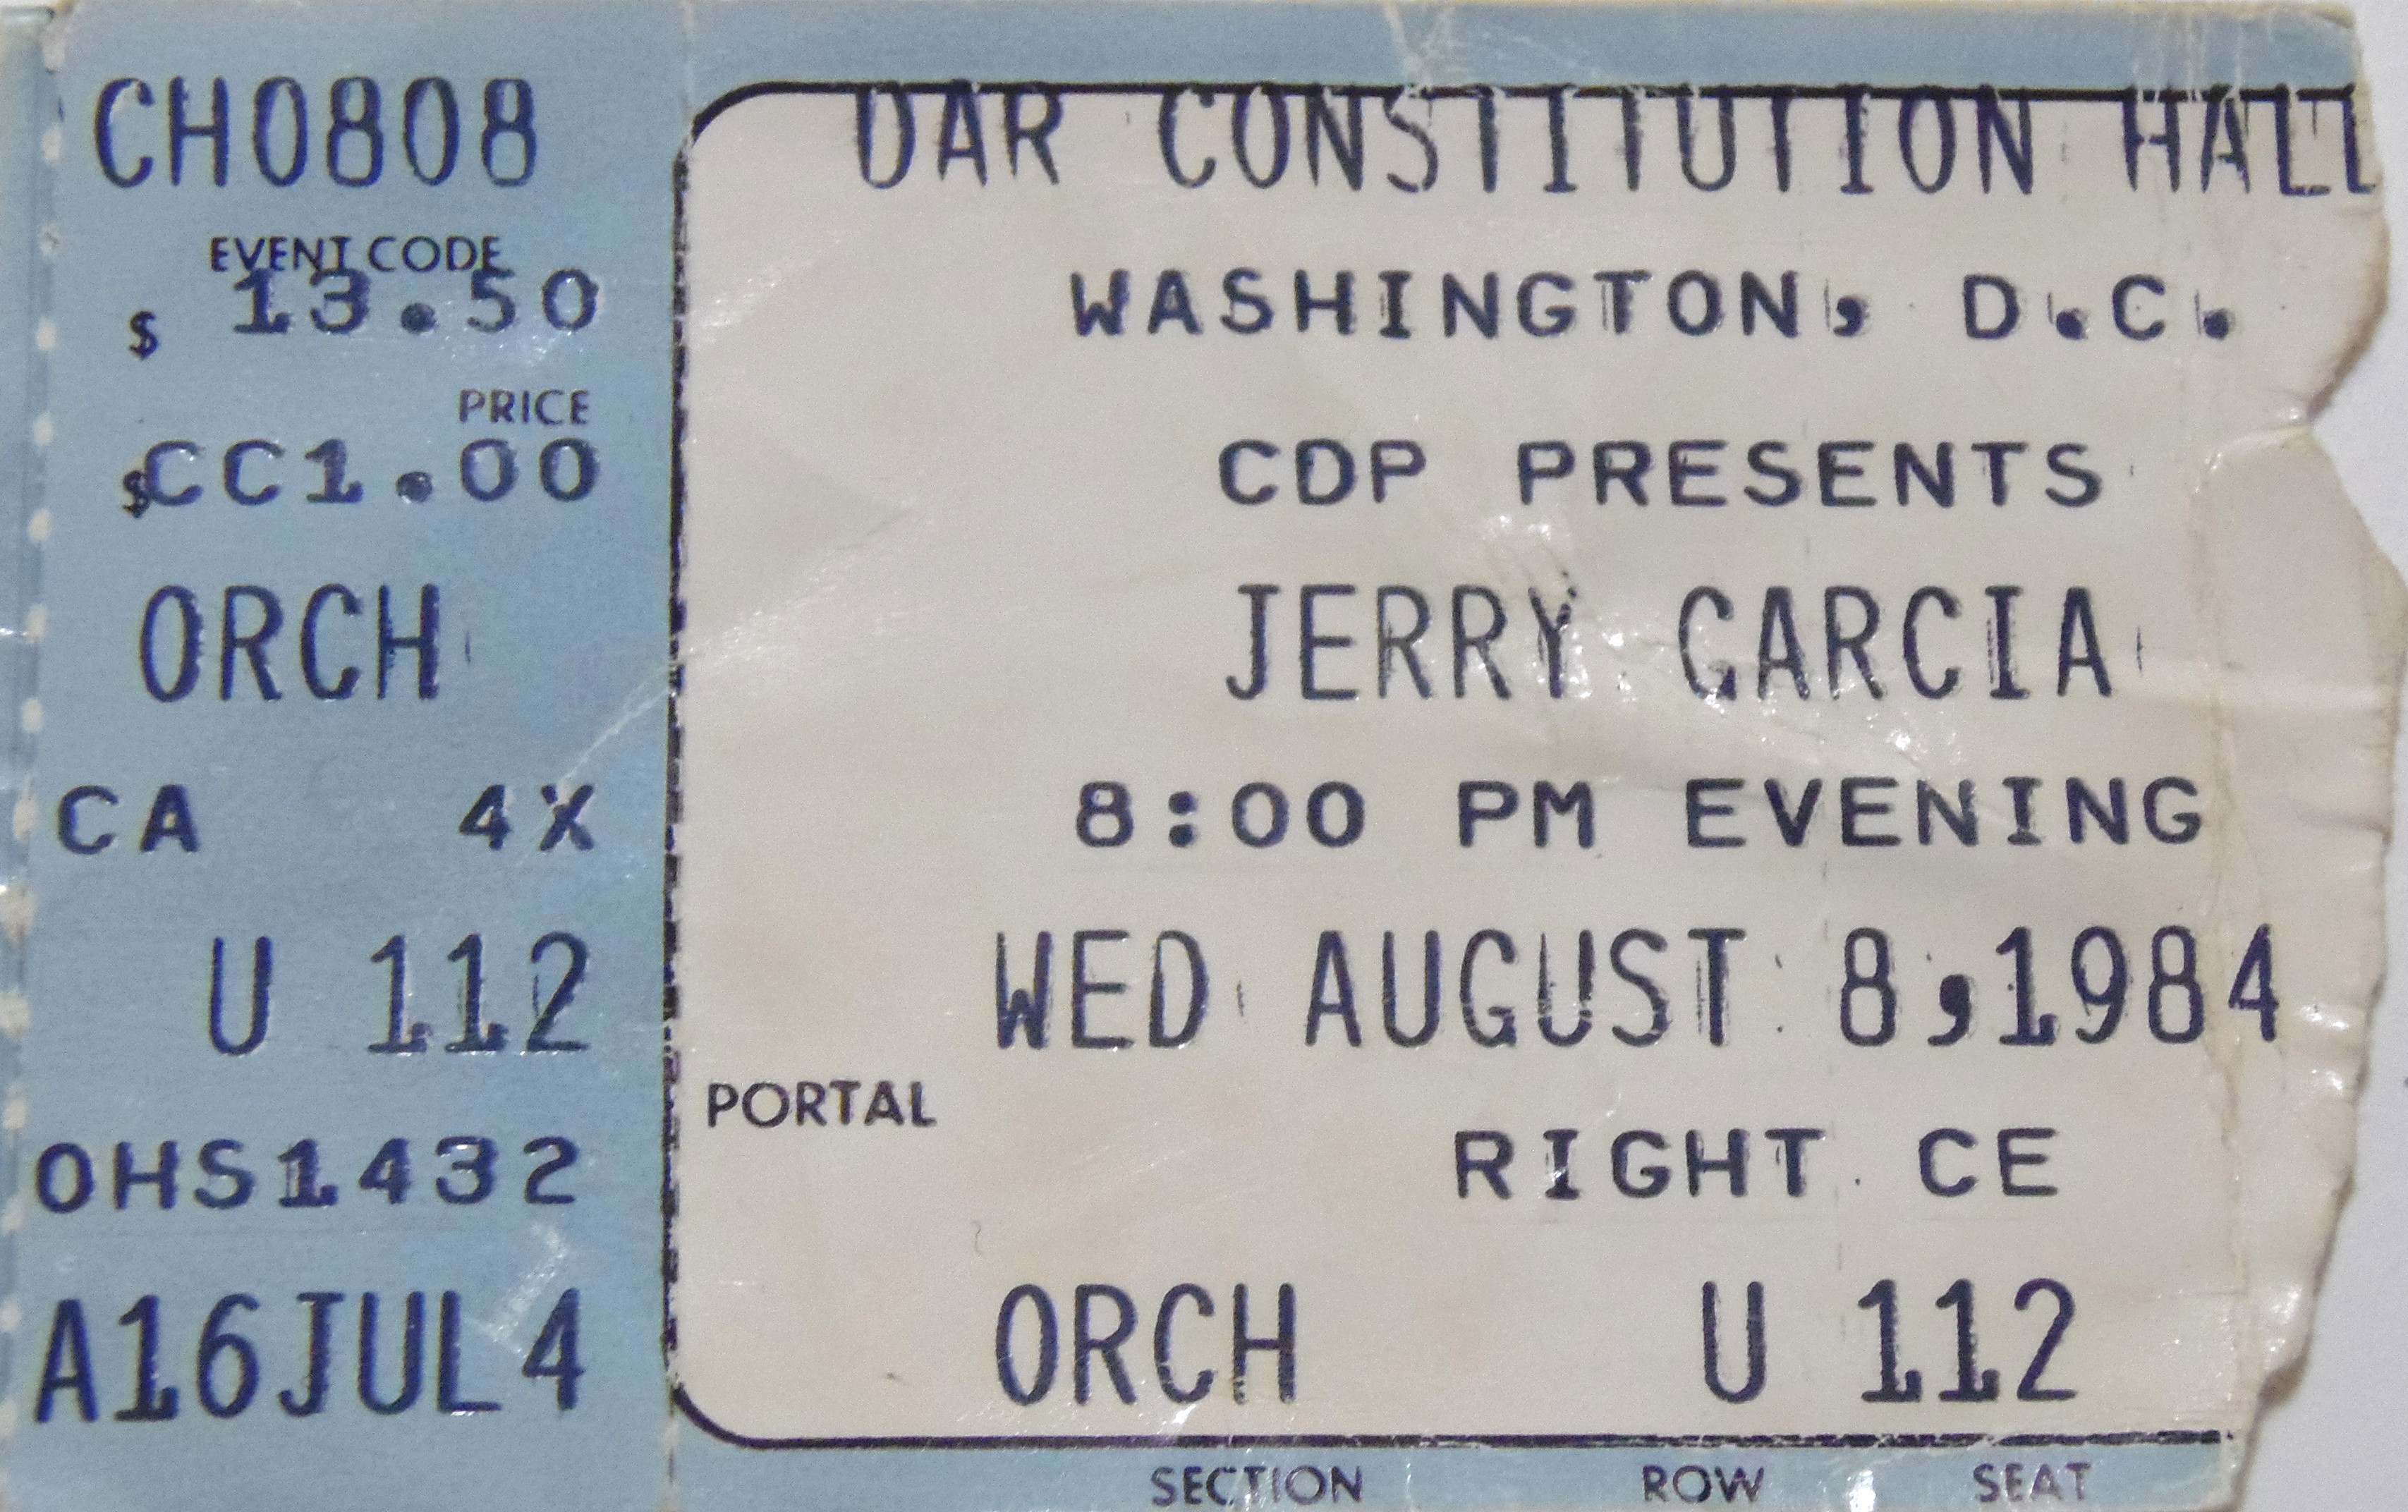 CH0808
EVENT CODE
$ 13.50
PRICE
$CC1.00
ORCH
CA 4X
U 112
OHS1432
A16JUL4
DAR CONSTITUTION HALL
WASHINGTON, D.C.
CDP PRESENTS
JERRY GARCIA
8:00 PM EVENING
WED AUGUST 8,1984
PORTAL
RIGHT CE
ORCH U 112
SECTION ROW SEAT